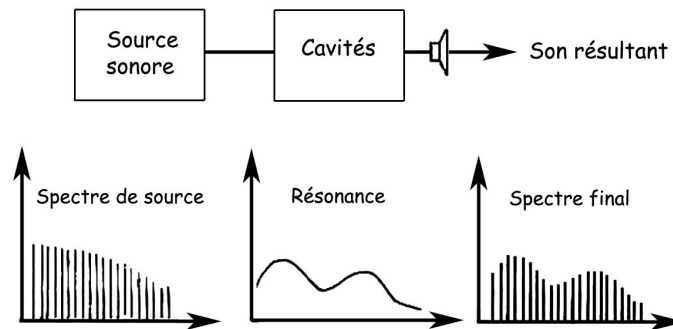 Source
sonore
Cavités
Son résultant
Spectre de source
Résonance
Spectre final